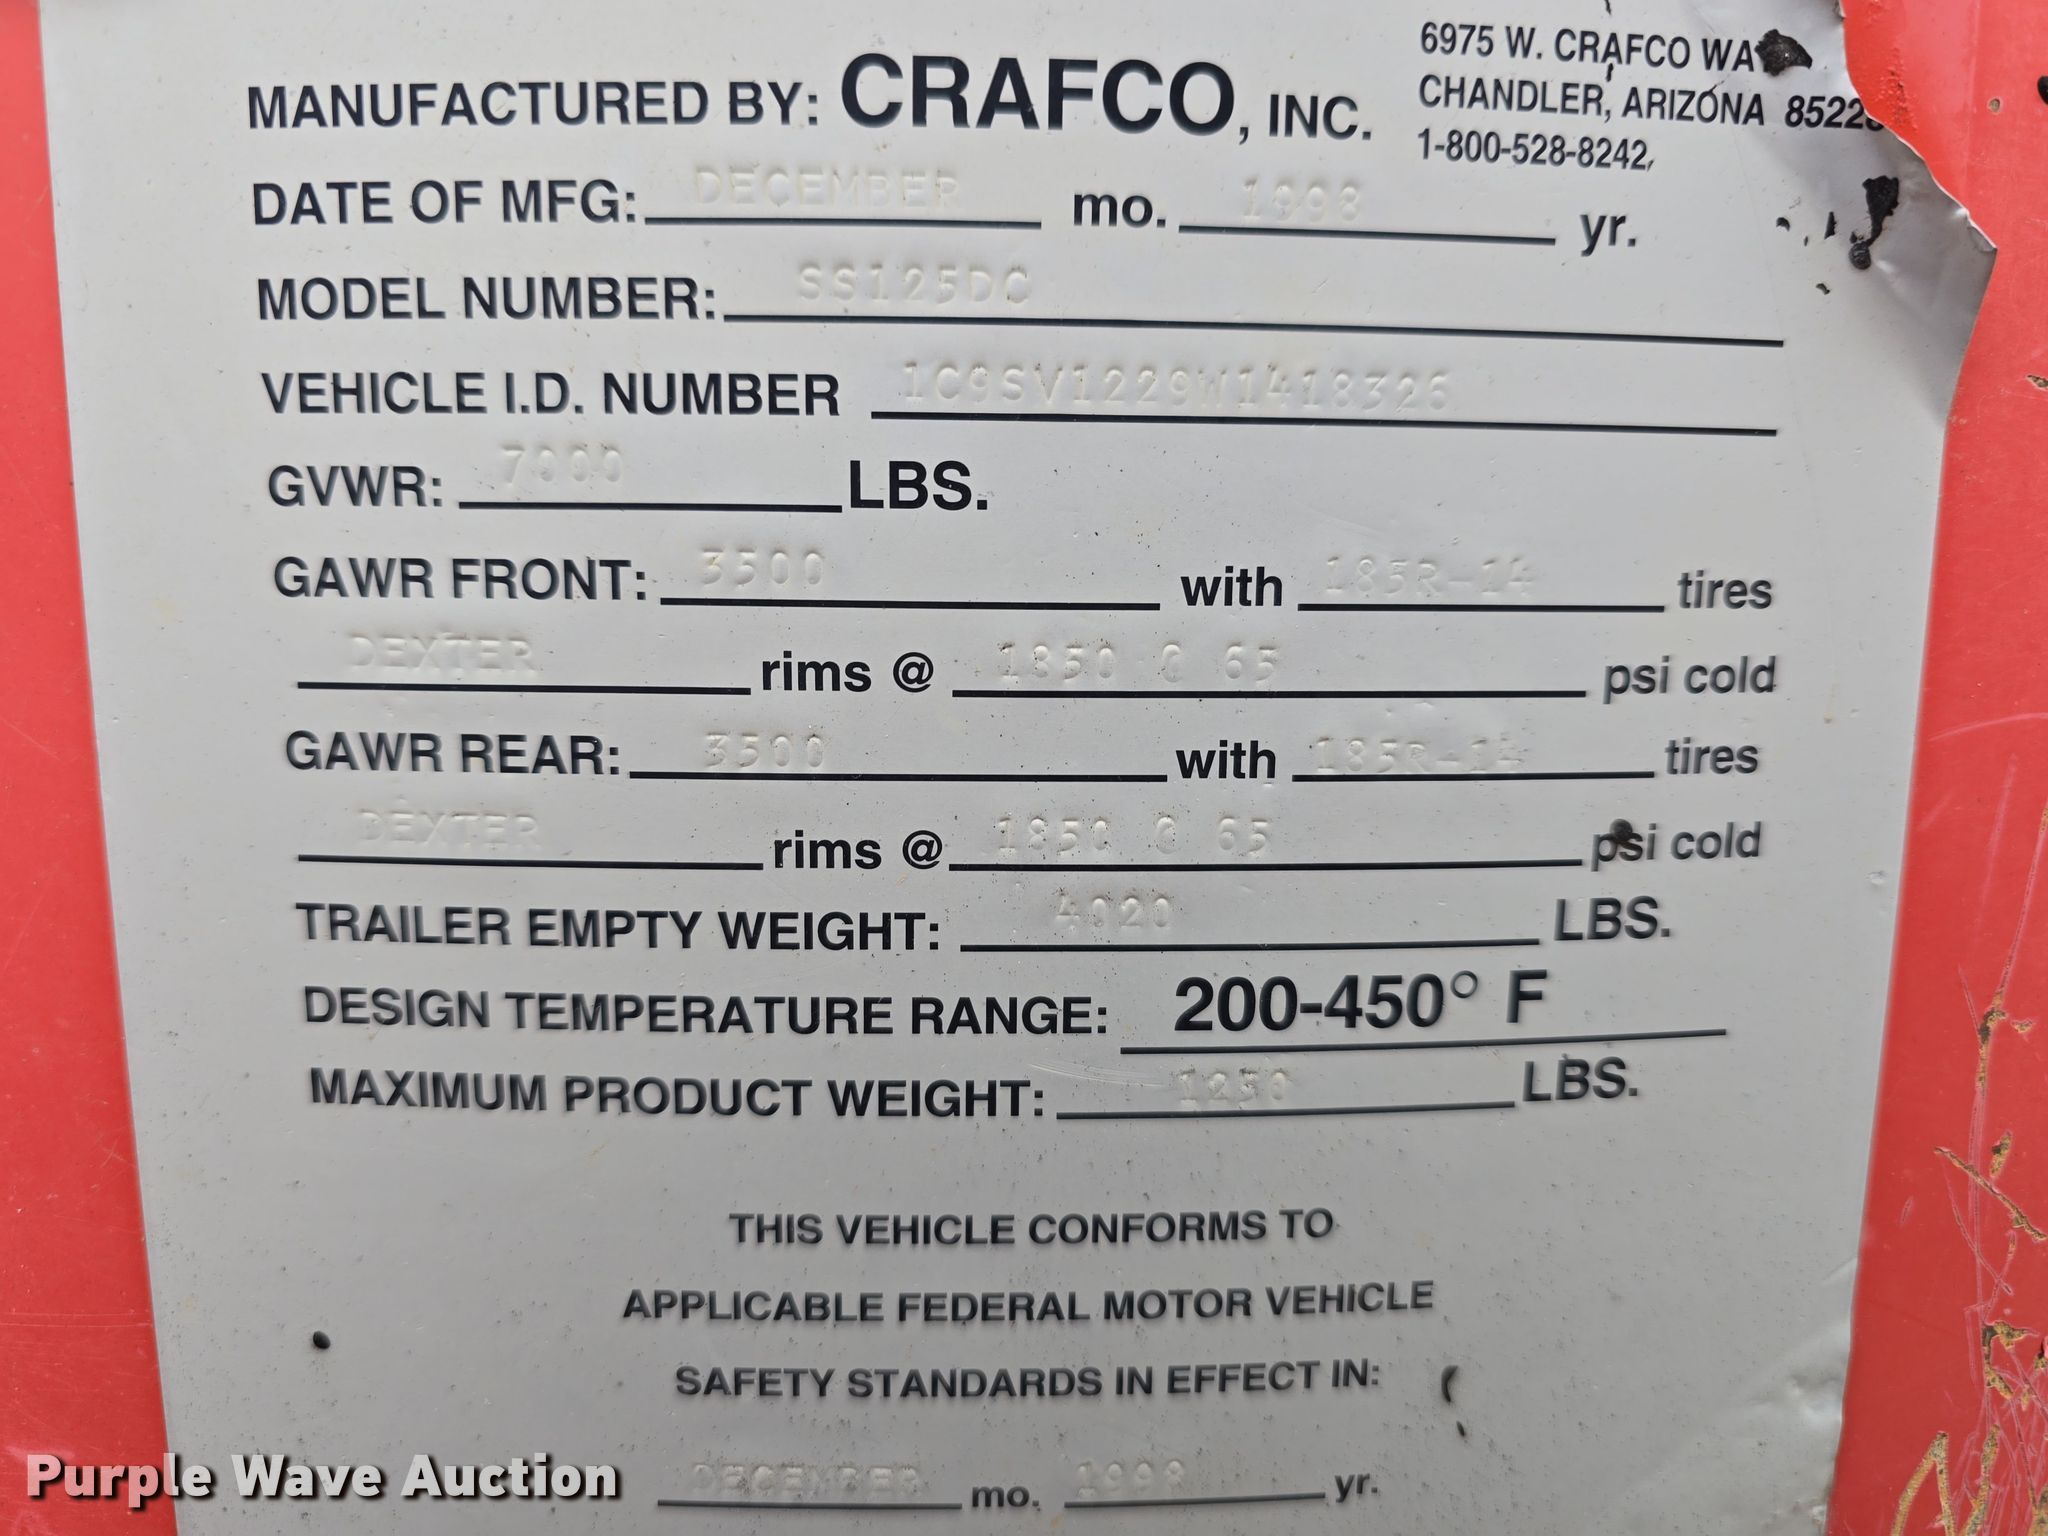 MANUFACTURED BY: CRAFCO, INC.
6975 W. CRAFCO WA
CHANDLER, ARIZONA 8522
1-800-528-8242
DATE OF MFG: DECEMBER mo. 1998 yr.
MODEL NUMBER: SS125DC
VEHICLE I.D. NUMBER 1C9SV1229W1418326
GVWR: 7000 LBS.
GAWR FRONT: 3500 with 185R-14 tires
DEXTER rims @ 1850 @ 65 psi cold
GAWR REAR: 3500 with 185R-14 tires
DEXTER rims @ 1850 @ 65 psi cold
TRAILER EMPTY WEIGHT: 4020 LBS.
DESIGN TEMPERATURE RANGE: 200-450° F
MAXIMUM PRODUCT WEIGHT: 1250 LBS.
THIS VEHICLE CONFORMS TO
APPLICABLE FEDERAL MOTOR VEHICLE
SAFETY STANDARDS IN EFFECT IN:
DECEMBER mo. 1998 yr.
Purple Wave Auction